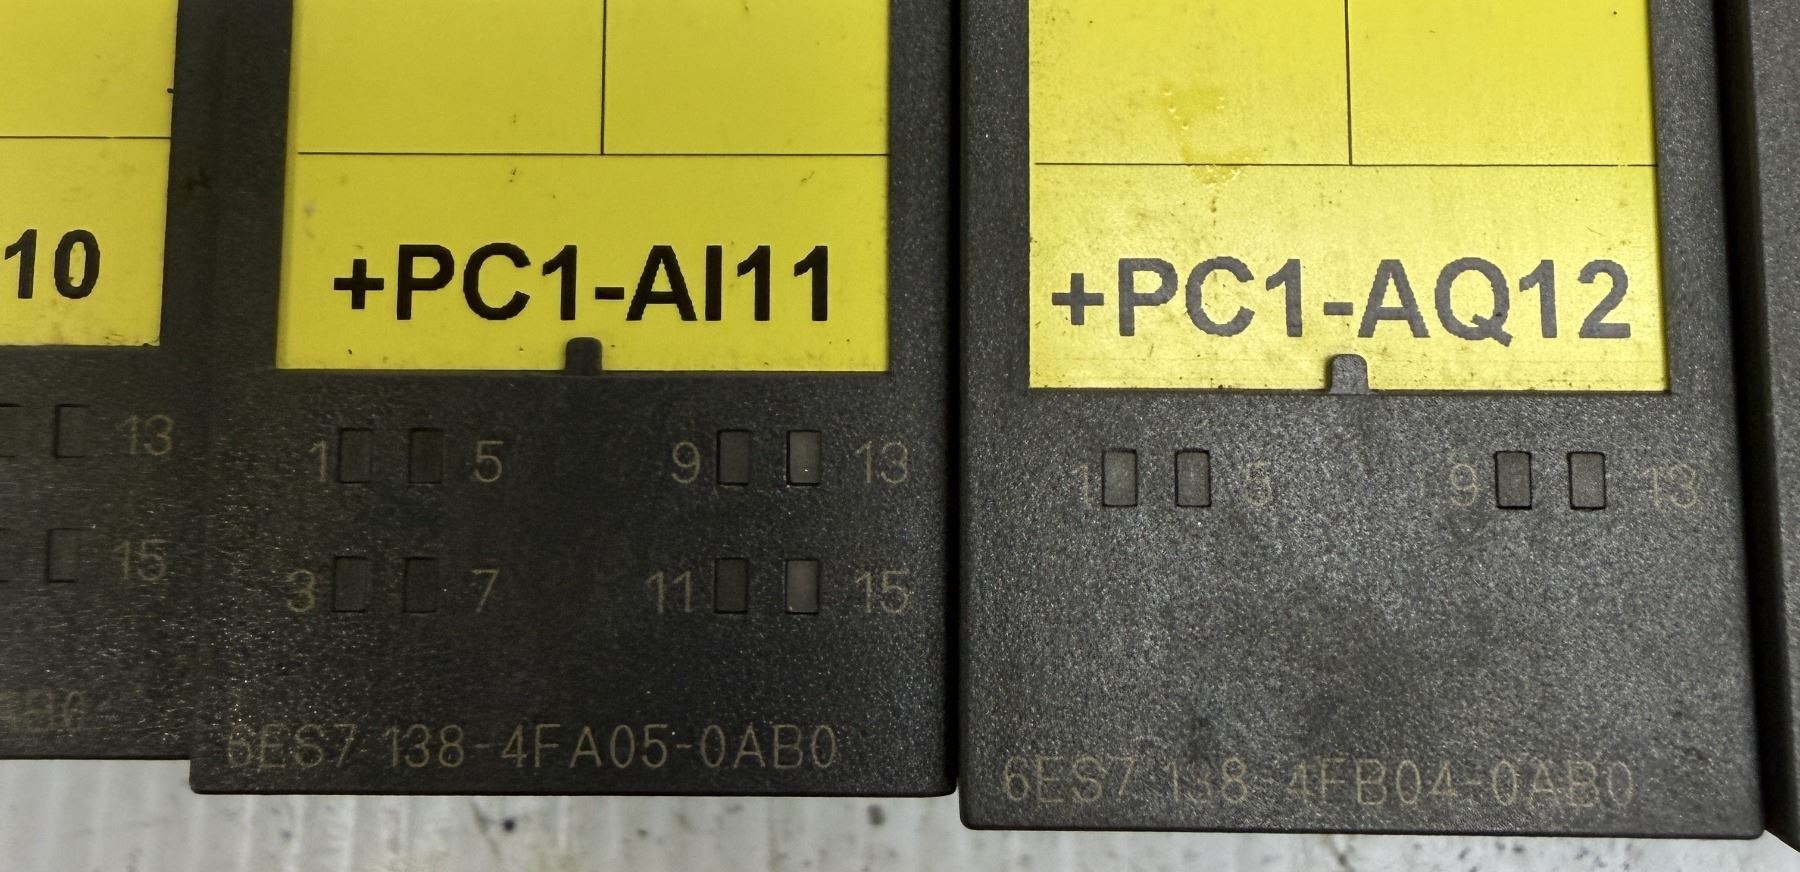 10
13
15
+PC1-AI11
1 5 9 13
3 7 11 15
6ES7 138-4FA05-0AB0
+PC1-AQ12
1 5 9 13
6ES7 138-4FB04-0AB0